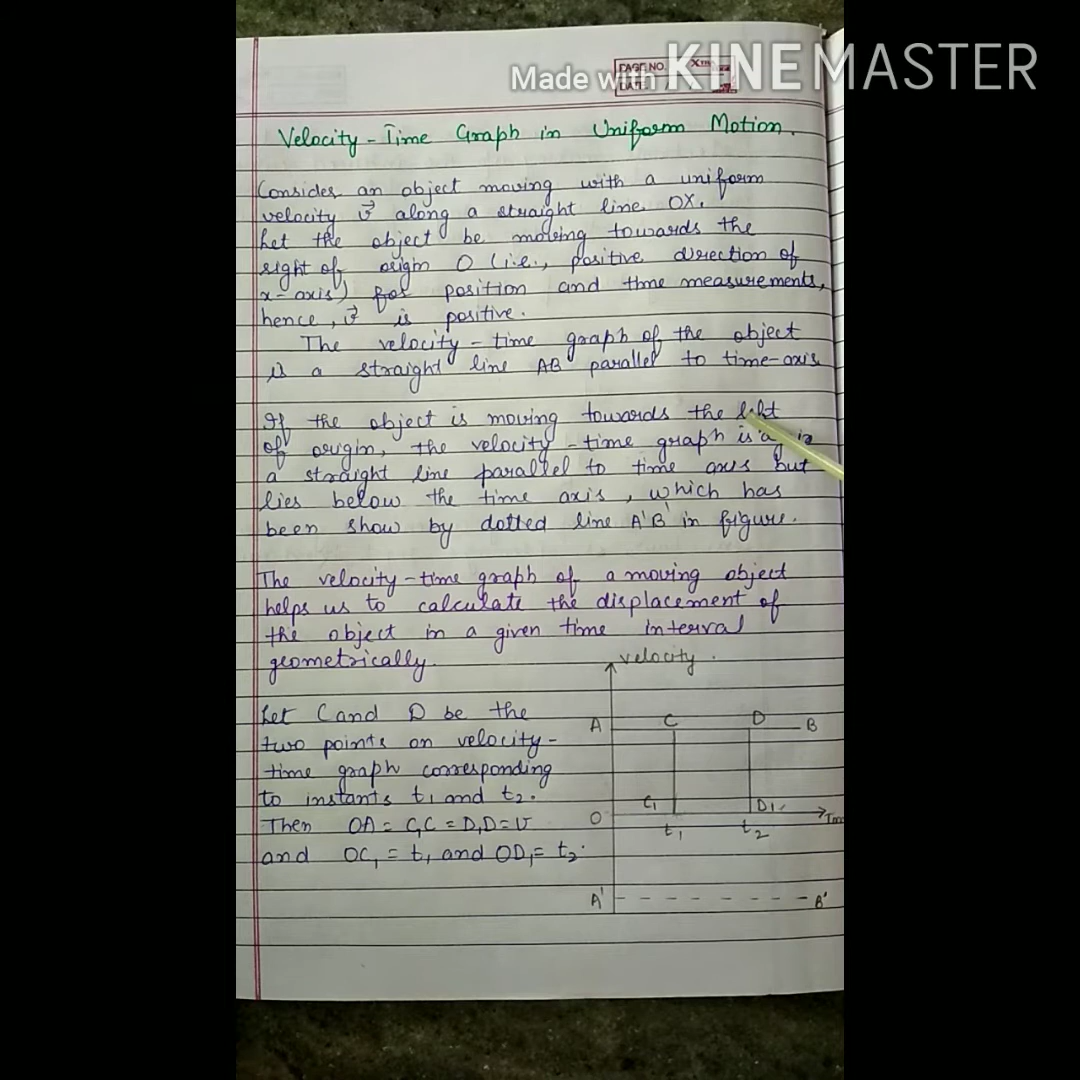 Made with KINEMASTER
PAGE NO.
DATE
Velocity - Time Graph in Uniform Motion.
Consider an object moving with a uniform
velocity v⃗ along a straight line OX.
Let the object be moving towards the
right of origin O (i.e., positive direction of
x-axis) for position and time measurements,
hence, v⃗ is positive.
The velocity - time graph of the object
is a straight line AB parallel to time-axis
If the object is moving towards the left
of origin, the velocity - time graph is a is
a straight line parallel to time axis but
lies below the time axis, which has
been show by dotted line A'B' in figure.
The velocity-time graph of a moving object
helps us to calculate the displacement of
the object in a given time interval
geometrically.
Let C and D be the
two points on velocity-
time graph corresponding
to instants t₁ and t₂.
Then OA = C₁C = D₁D = v
and OC₁ = t₁ and OD₁ = t₂.
velocity.
A C D B
C₁ D₁
O
t₁ t₂
A' B'